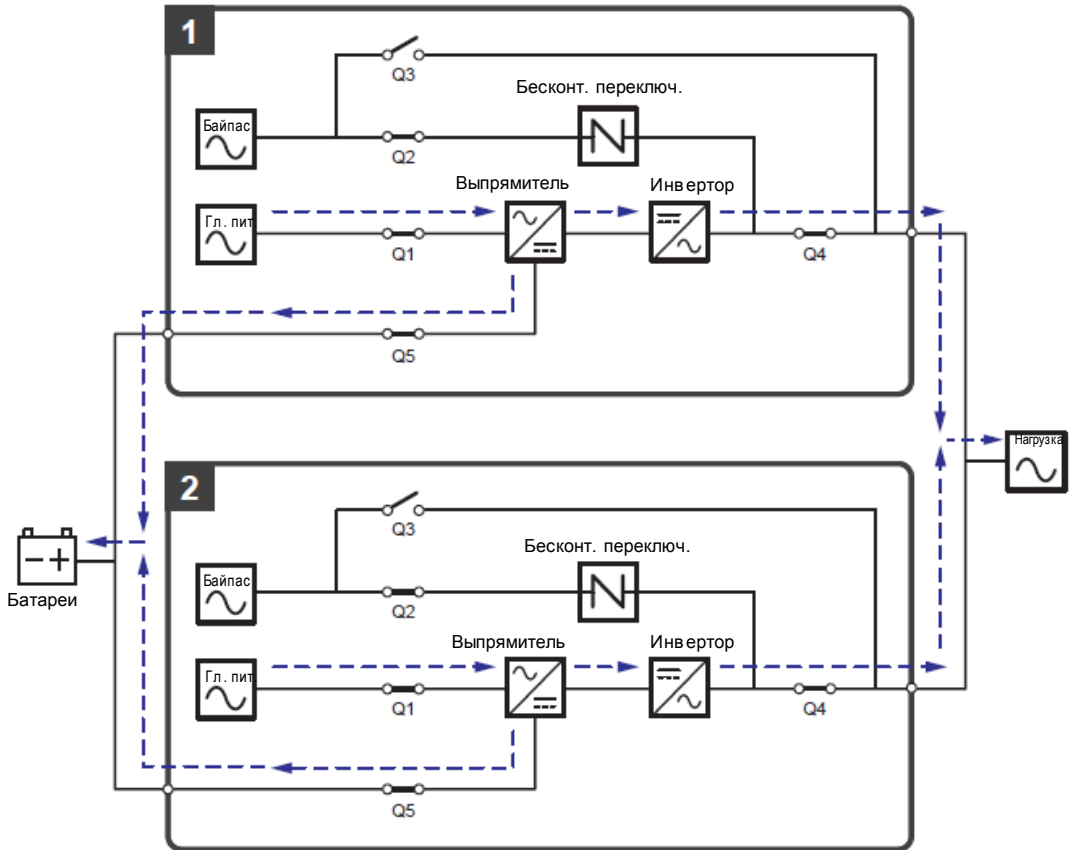 1
Q3
Бесконт. переключ.
Байпас
Q2
Выпрямитель
Инвертор
Гл. пит
Q1
Q4
Q5
Нагрузка
2
Q3
Бесконт. переключ.
Байпас
Q2
Батареи
Выпрямитель
Инвертор
Гл. пит
Q1
Q4
Q5